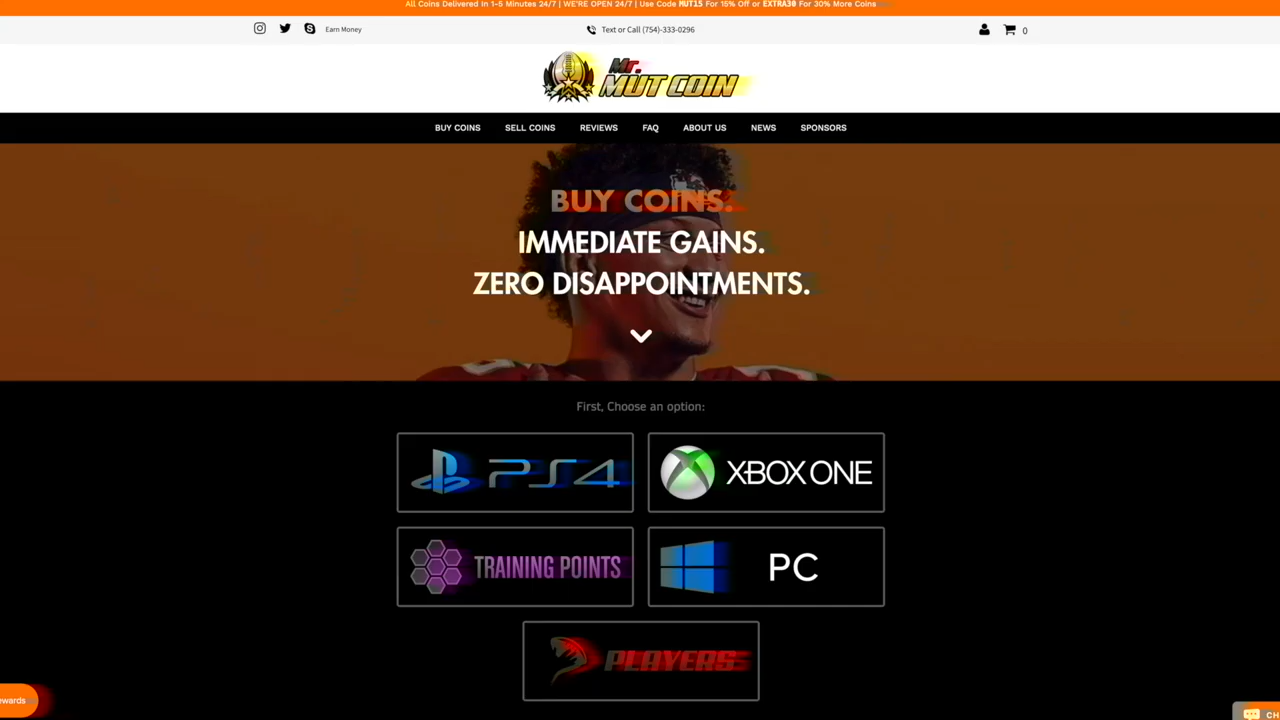 All Coins Delivered In 1-5 Minutes 24/7 | WE'RE OPEN 24/7 | Use Code MUT15 For 15% Off or EXTRA30 For 30% More Coins
Earn Money
Text or Call (754)-333-0296
0
Mr.
MUT COIN
BUY COINS SELL COINS REVIEWS FAQ ABOUT US NEWS SPONSORS
BUY COINS.
IMMEDIATE GAINS.
ZERO DISAPPOINTMENTS.
First, Choose an option:
PS4
XBOX ONE
TRAINING POINTS
PC
PLAYERS
ewards
CH